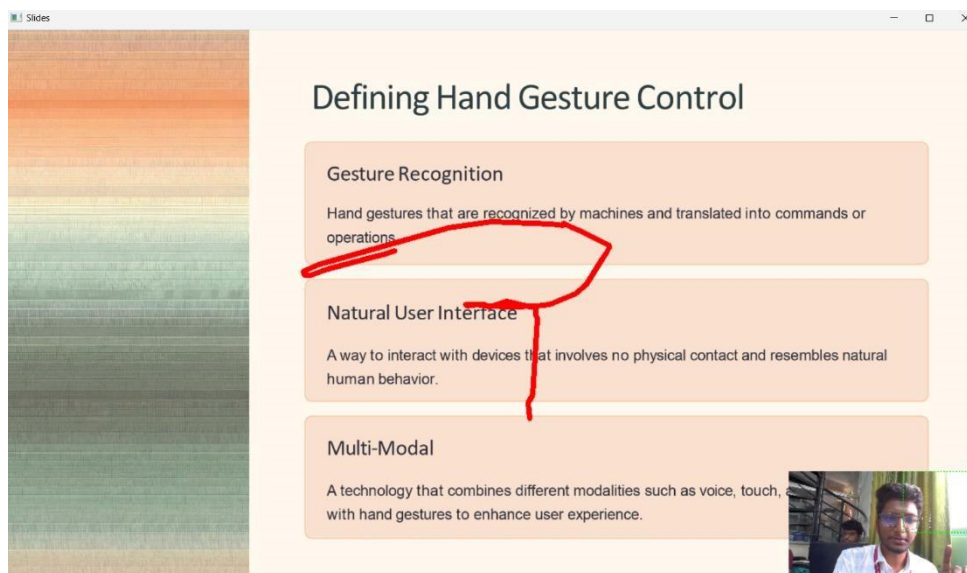 Slides
Defining Hand Gesture Control
Gesture Recognition
Hand gestures that are recognized by machines and translated into commands or
operations.
Natural User Interface
A way to interact with devices that involves no physical contact and resembles natural
human behavior.
Multi-Modal
A technology that combines different modalities such as voice, touch,
with hand gestures to enhance user experience.